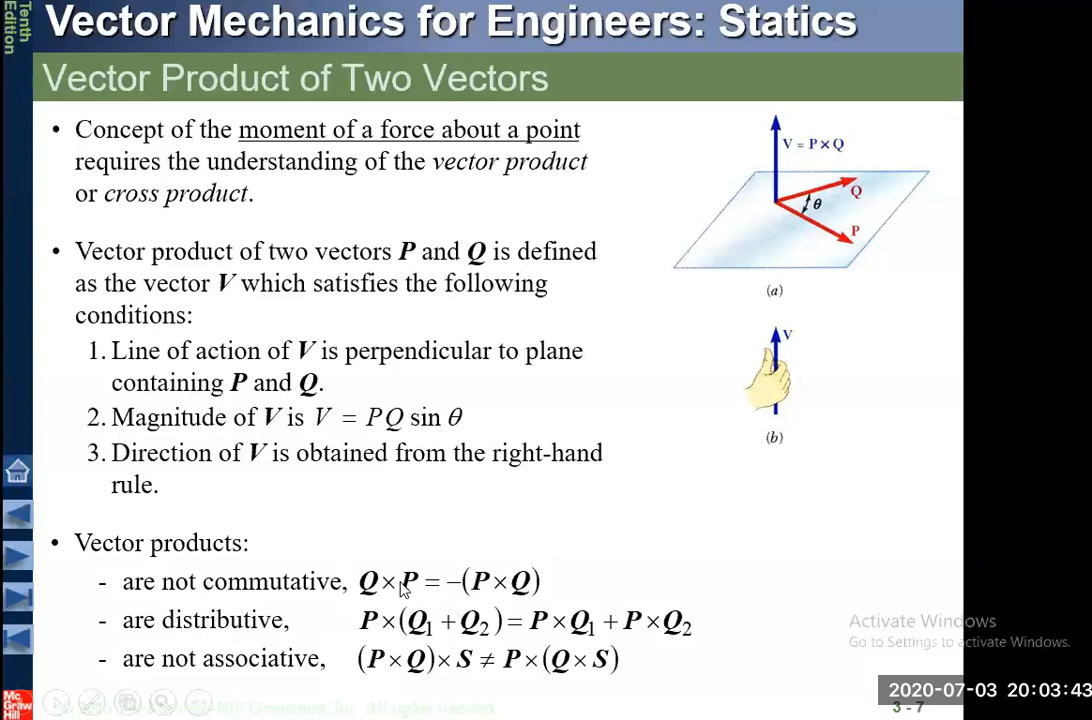 Tenth
Edition
Vector Mechanics for Engineers: Statics
Vector Product of Two Vectors
• Concept of the moment of a force about a point
requires the understanding of the vector product
or cross product.
• Vector product of two vectors P and Q is defined
as the vector V which satisfies the following
conditions:
1. Line of action of V is perpendicular to plane
containing P and Q.
2. Magnitude of V is V = PQ sin θ
3. Direction of V is obtained from the right-hand
rule.
• Vector products:
- are not commutative, Q × P = −(P × Q)
- are distributive, P × (Q₁ + Q₂) = P × Q₁ + P × Q₂
- are not associative, (P × Q) × S ≠ P × (Q × S)
V = P × Q
Q
θ
P
(a)
V
(b)
Activate Windows
Go to Settings to activate Windows.
2020-07-03 20:03:43
3 - 7
Mc
Graw
Hill
Companies, Inc. All rights reserved